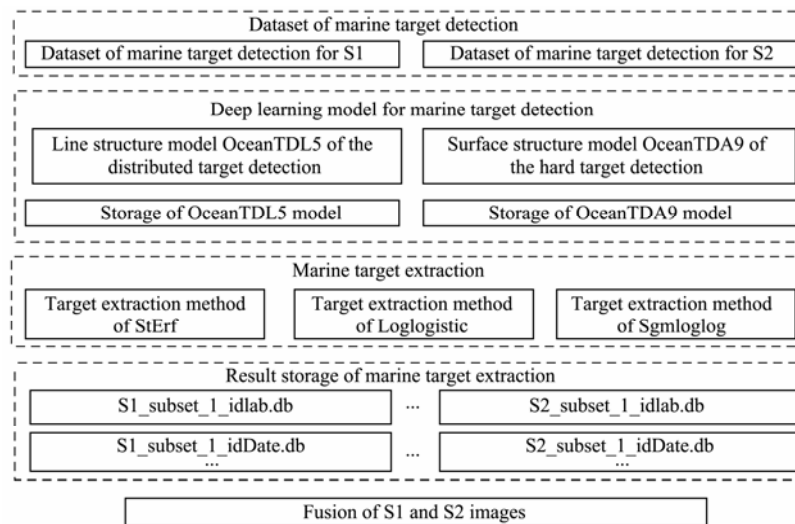 Dataset of marine target detection
Dataset of marine target detection for S1
Dataset of marine target detection for S2
Deep learning model for marine target detection
Line structure model OceanTDL5 of the
distributed target detection
Surface structure model OceanTDA9 of
the hard target detection
Storage of OceanTDL5 model
Storage of OceanTDA9 model
Marine target extraction
Target extraction method
of StErf
Target extraction method
of Loglogistic
Target extraction method
of Sgmloglog
Result storage of marine target extraction
S1_subset_1_idlab.db
...
S2_subset_1_idlab.db
S1_subset_1_idDate.db
...
...
S2_subset_1_idDate.db
...
Fusion of S1 and S2 images